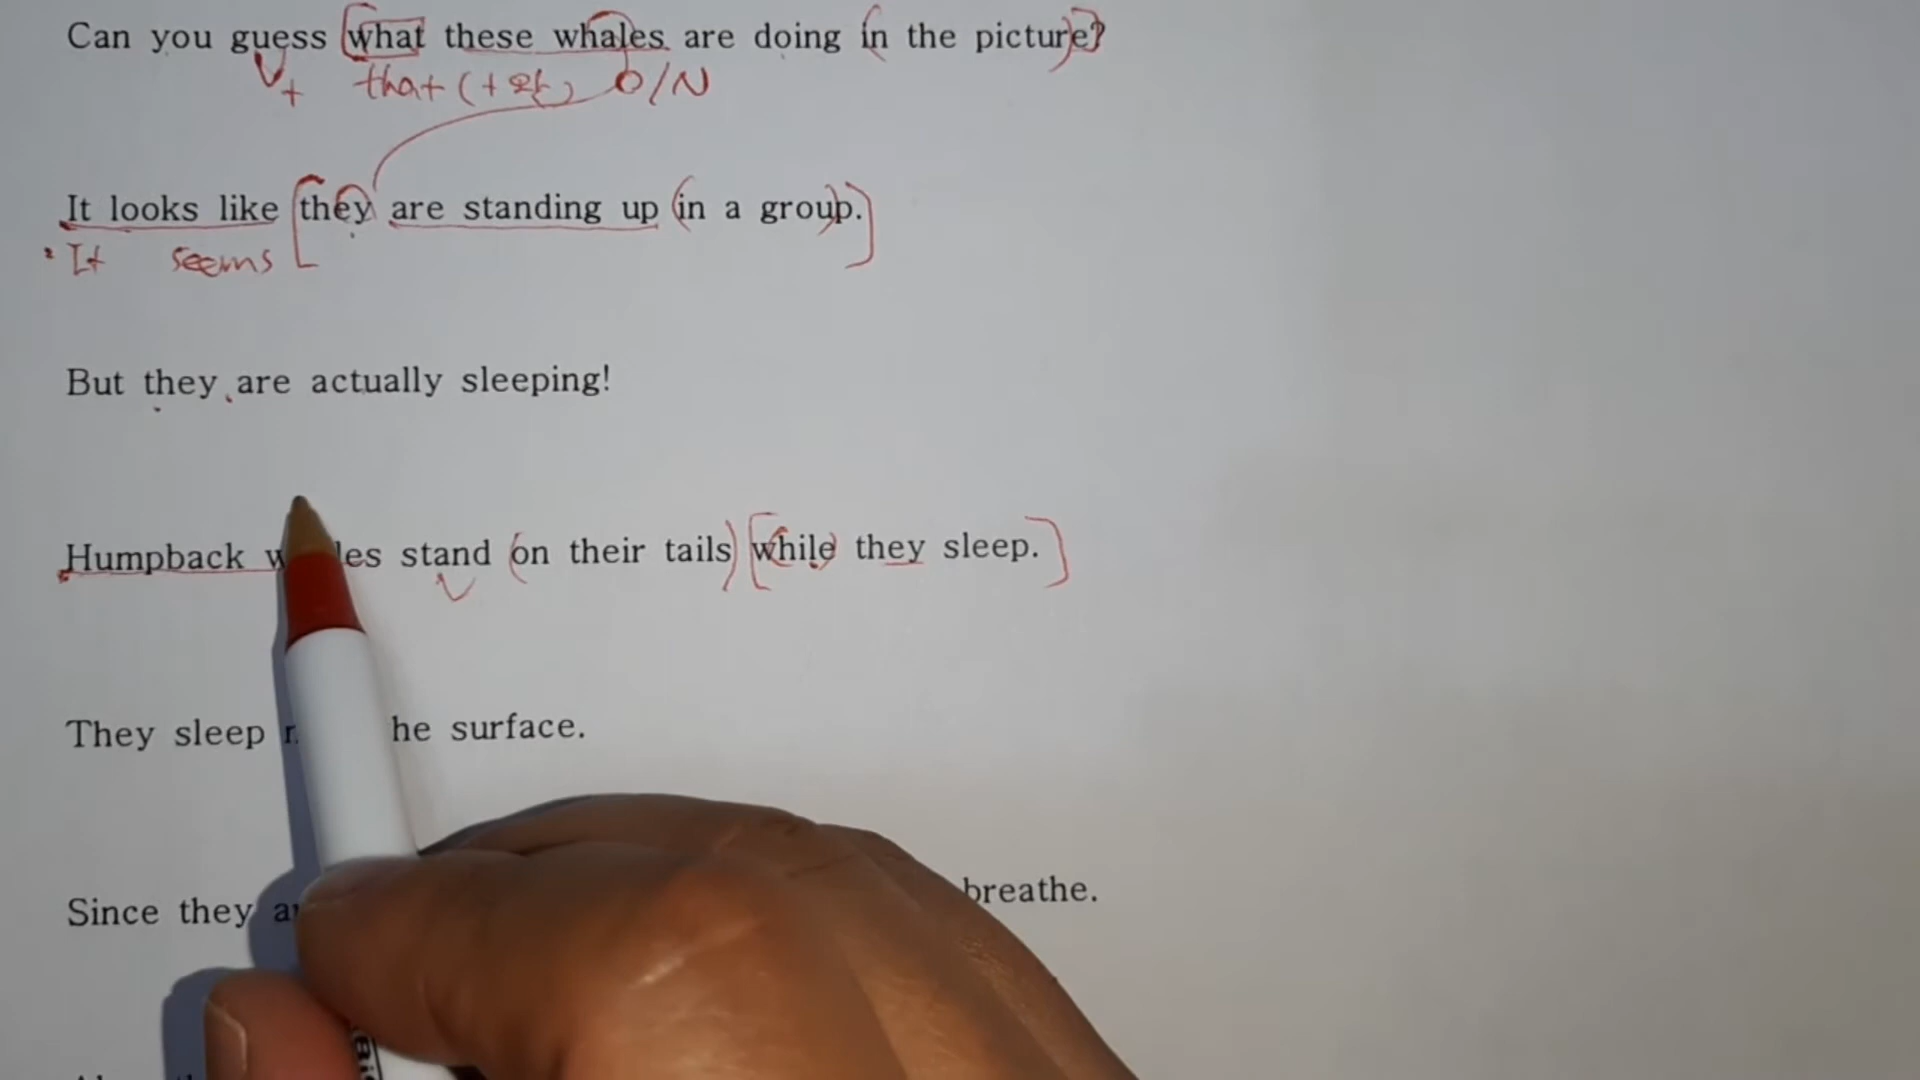 Can you guess what these whales are doing in the picture?
V+ that (+완) O/N
It looks like they are standing up in a group.
It seems
But they are actually sleeping!
Humpback stand on their tails while they sleep.
V
They sleep surface.
Since they breathe.